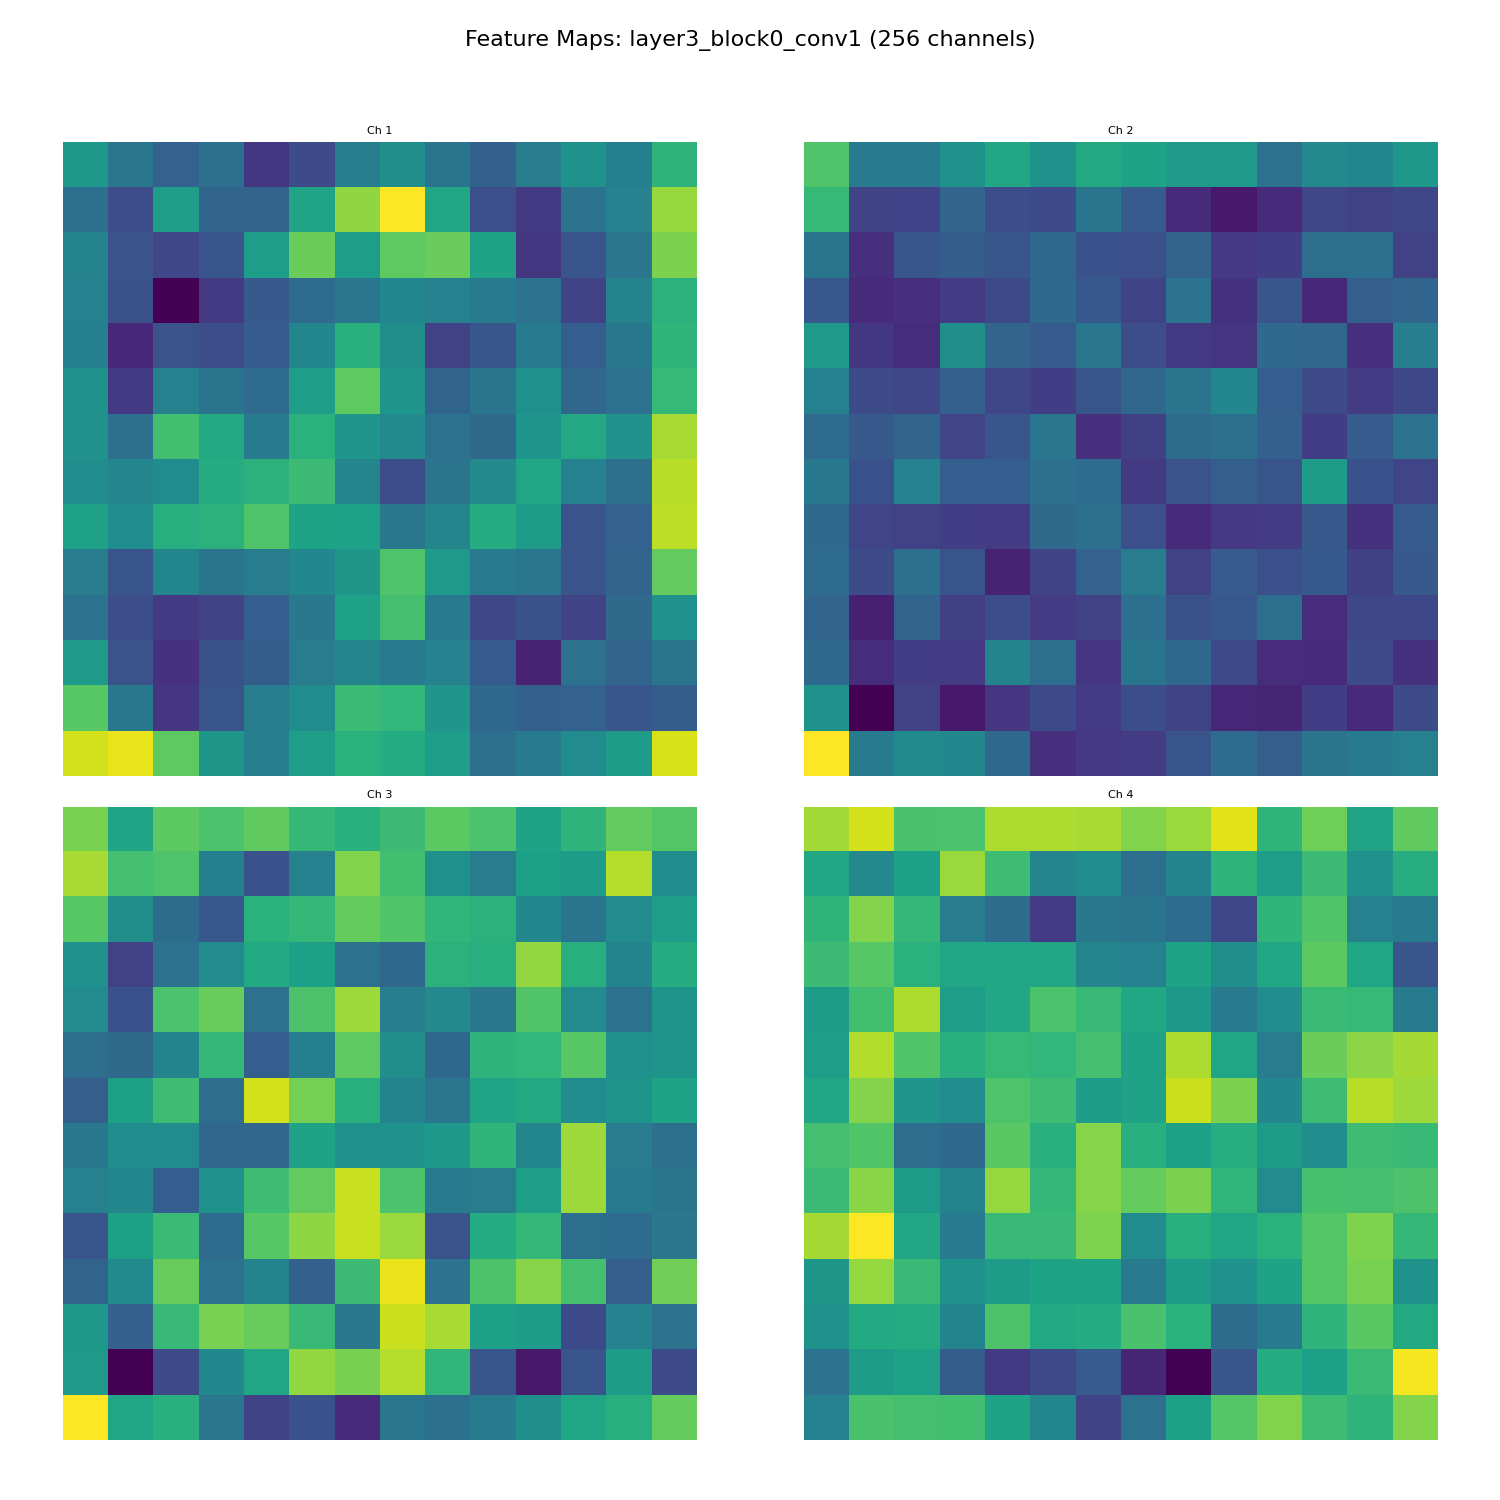 Feature Maps: layer3_block0_conv1 (256 channels)
Ch 1
Ch 2
Ch 3
Ch 4